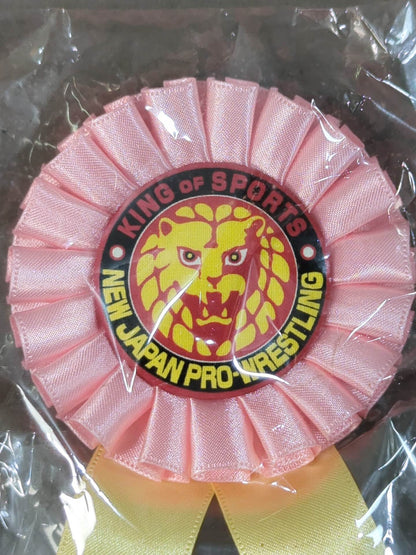 KING OF SPORTS
NEW JAPAN PRO-WRESTLING